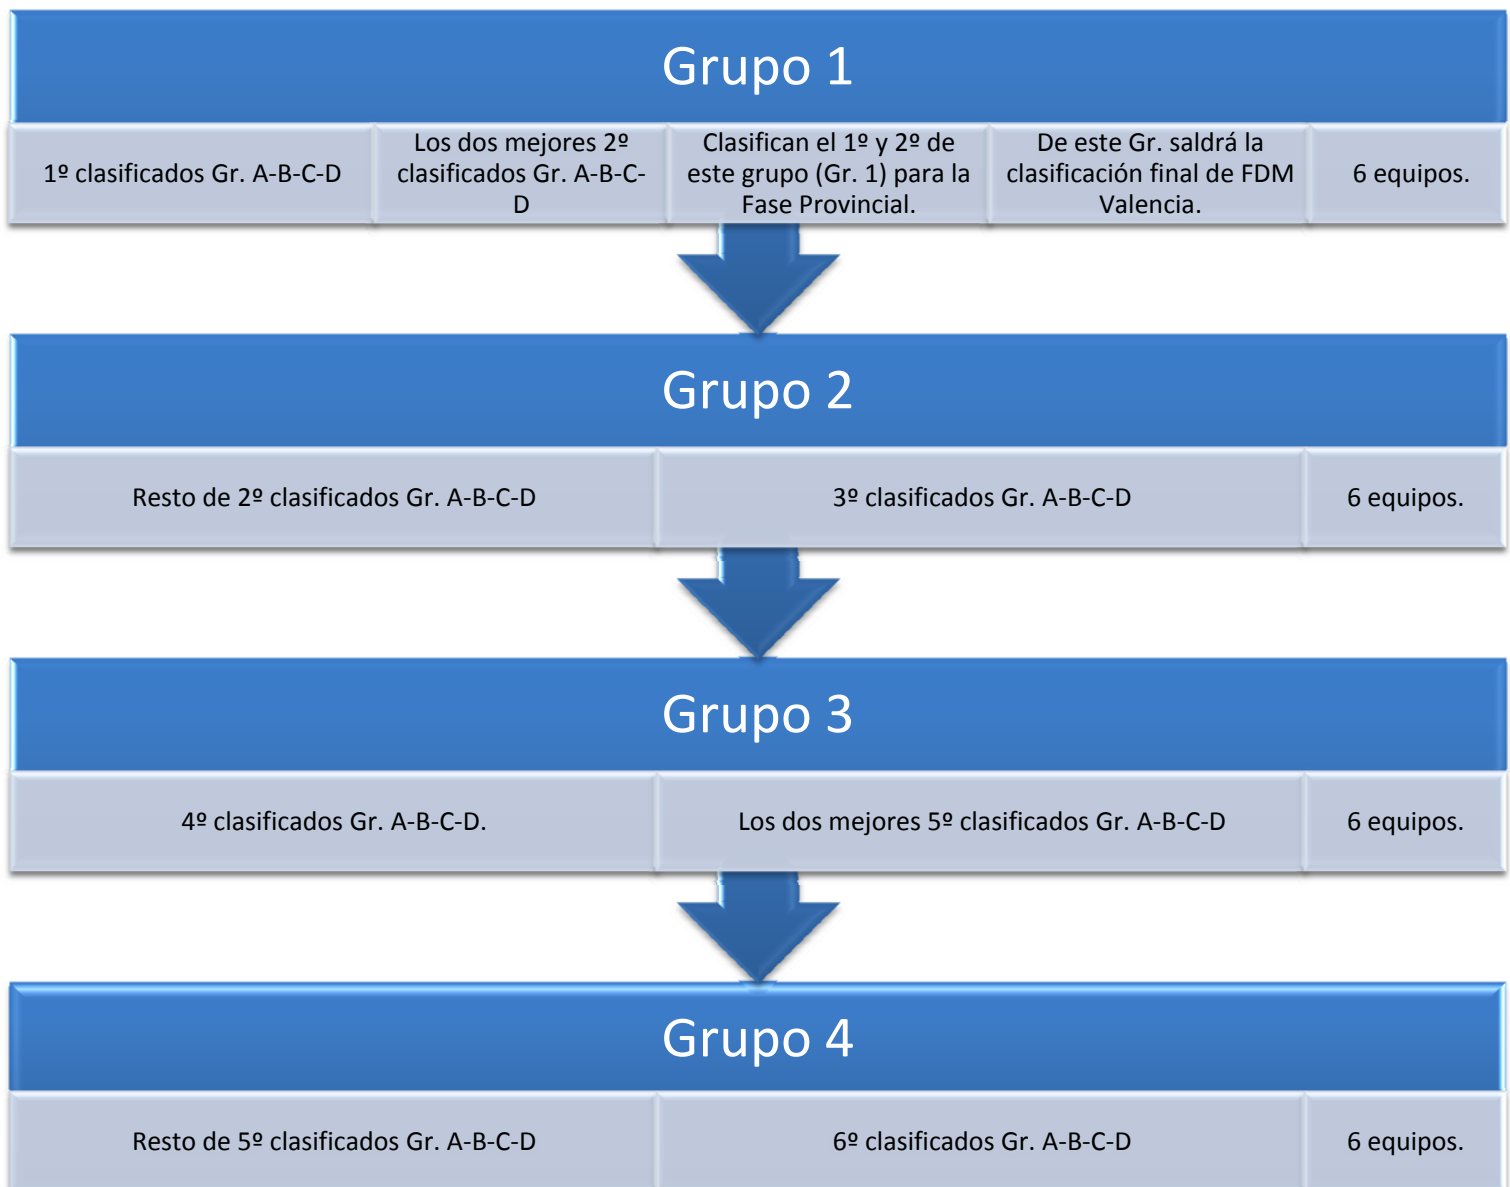 Grupo 1
1º clasificados Gr. A-B-C-D
Los dos mejores 2º
clasificados Gr. A-B-C-
D
Clasifican el 1º y 2º de
este grupo (Gr. 1) para la
Fase Provincial.
De este Gr. saldrá la
clasificación final de FDM
Valencia.
6 equipos.
Grupo 2
Resto de 2º clasificados Gr. A-B-C-D
3º clasificados Gr. A-B-C-D
6 equipos.
Grupo 3
4º clasificados Gr. A-B-C-D.
Los dos mejores 5º clasificados Gr. A-B-C-D
6 equipos.
Grupo 4
Resto de 5º clasificados Gr. A-B-C-D
6º clasificados Gr. A-B-C-D
6 equipos.